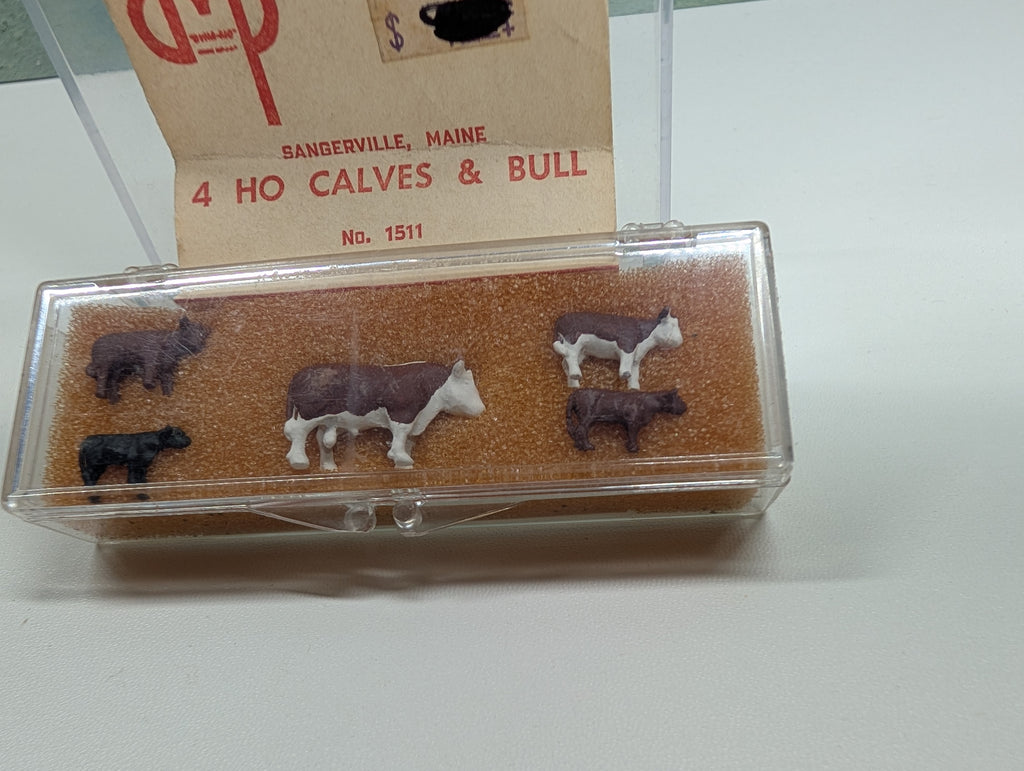 $
SANGERVILLE, MAINE
4 HO CALVES & BULL
No. 1511